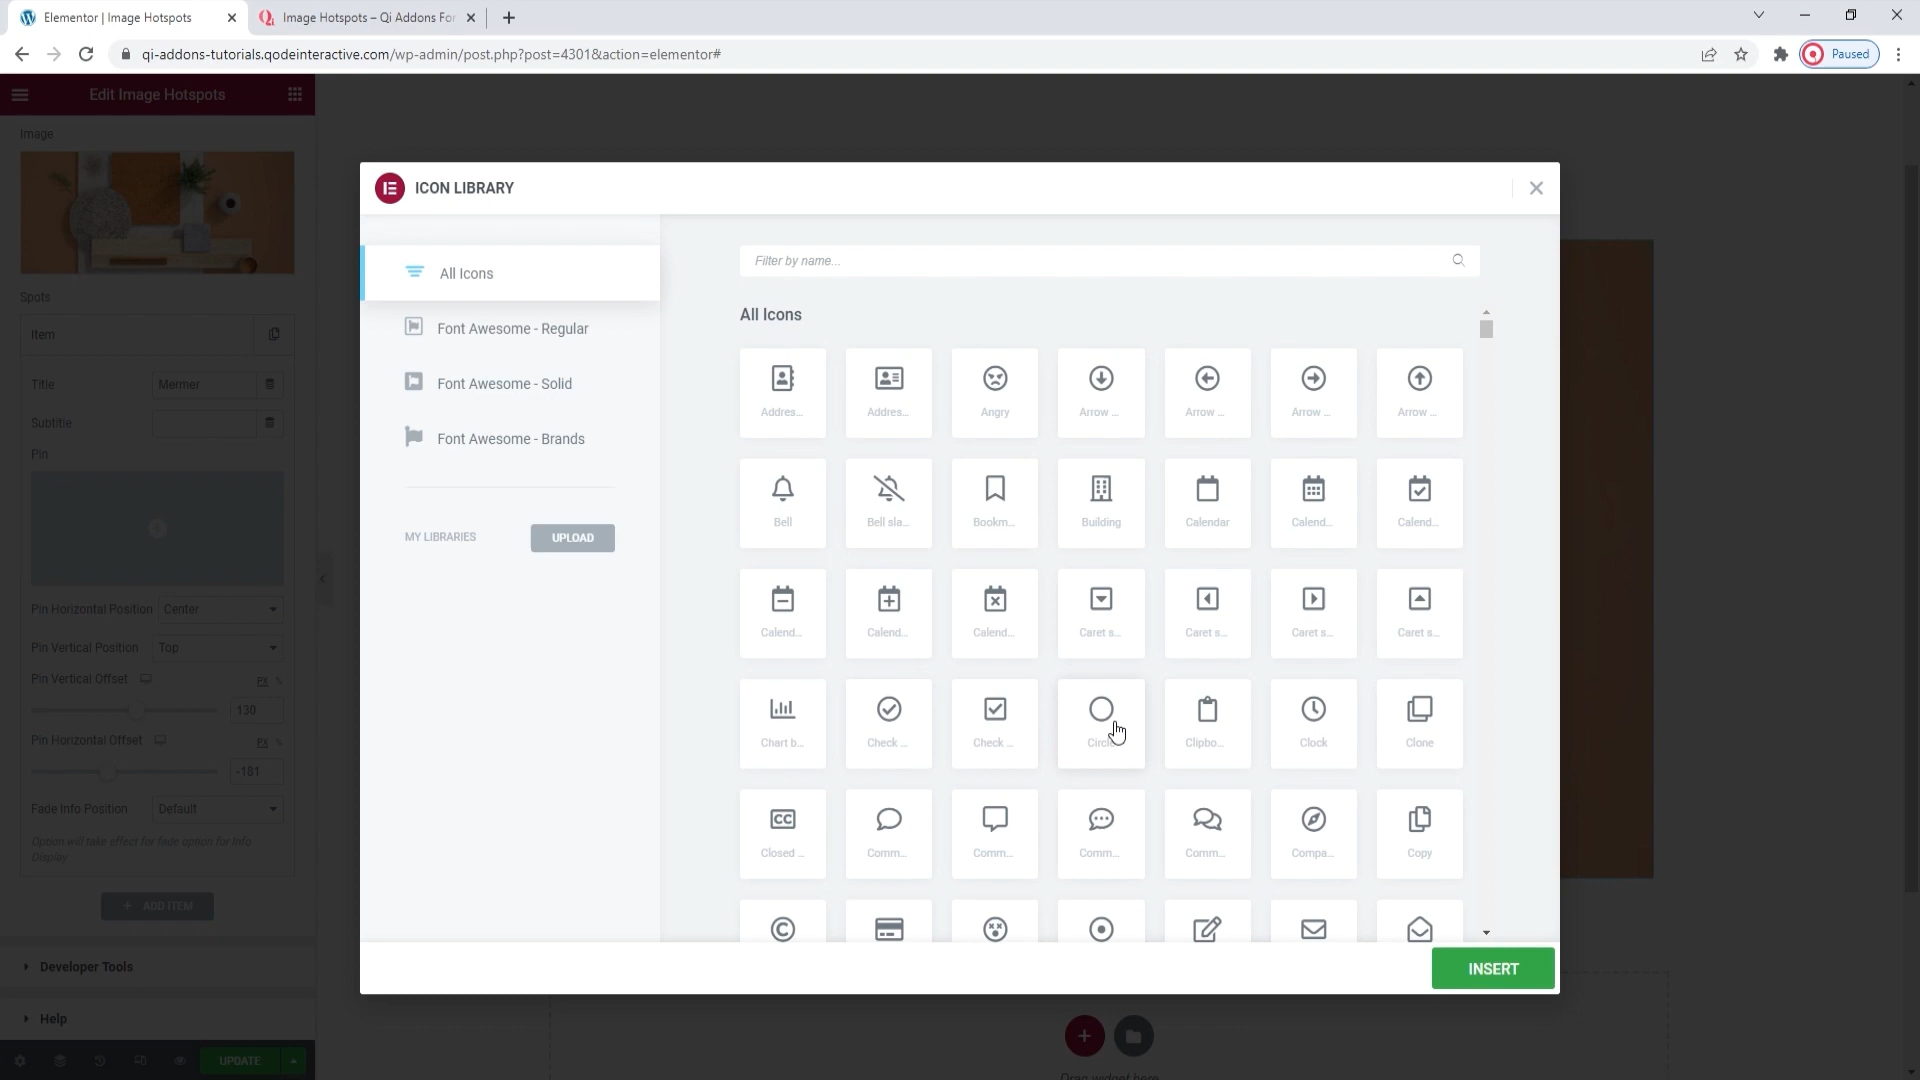 Elementor | Image Hotspots
Image Hotspots – Qi Addons For
qi-addons-tutorials.qodeinteractive.com/wp-admin/post.php?post=4301&action=elementor#
Paused
Edit Image Hotspots
Image
Spots
Item
Title
Mermer
Subtitle
Pin
Pin Horizontal Position
Center
Pin Vertical Position
Top
Pin Vertical Offset
PX %
130
Pin Horizontal Offset
PX %
-181
Fade Info Position
Default
Option will take effect for fade option for Info
Display
+ ADD ITEM
Developer Tools
Help
UPDATE
ICON LIBRARY
All Icons
Font Awesome - Regular
Font Awesome - Solid
Font Awesome - Brands
MY LIBRARIES
UPLOAD
Filter by name...
All Icons
Addres...
Addres...
Angry
Arrow ...
Arrow ...
Arrow ...
Arrow ...
Bell
Bell sla...
Bookm...
Building
Calendar
Calend...
Calend...
Calend...
Calend...
Calend...
Caret s...
Caret s...
Caret s...
Caret s...
Chart b...
Check ...
Check ...
Circle
Clipbo...
Clock
Clone
CC
Closed ...
Comm...
Comm...
Comm...
Comm...
Compa...
Copy
INSERT
Drag widget here